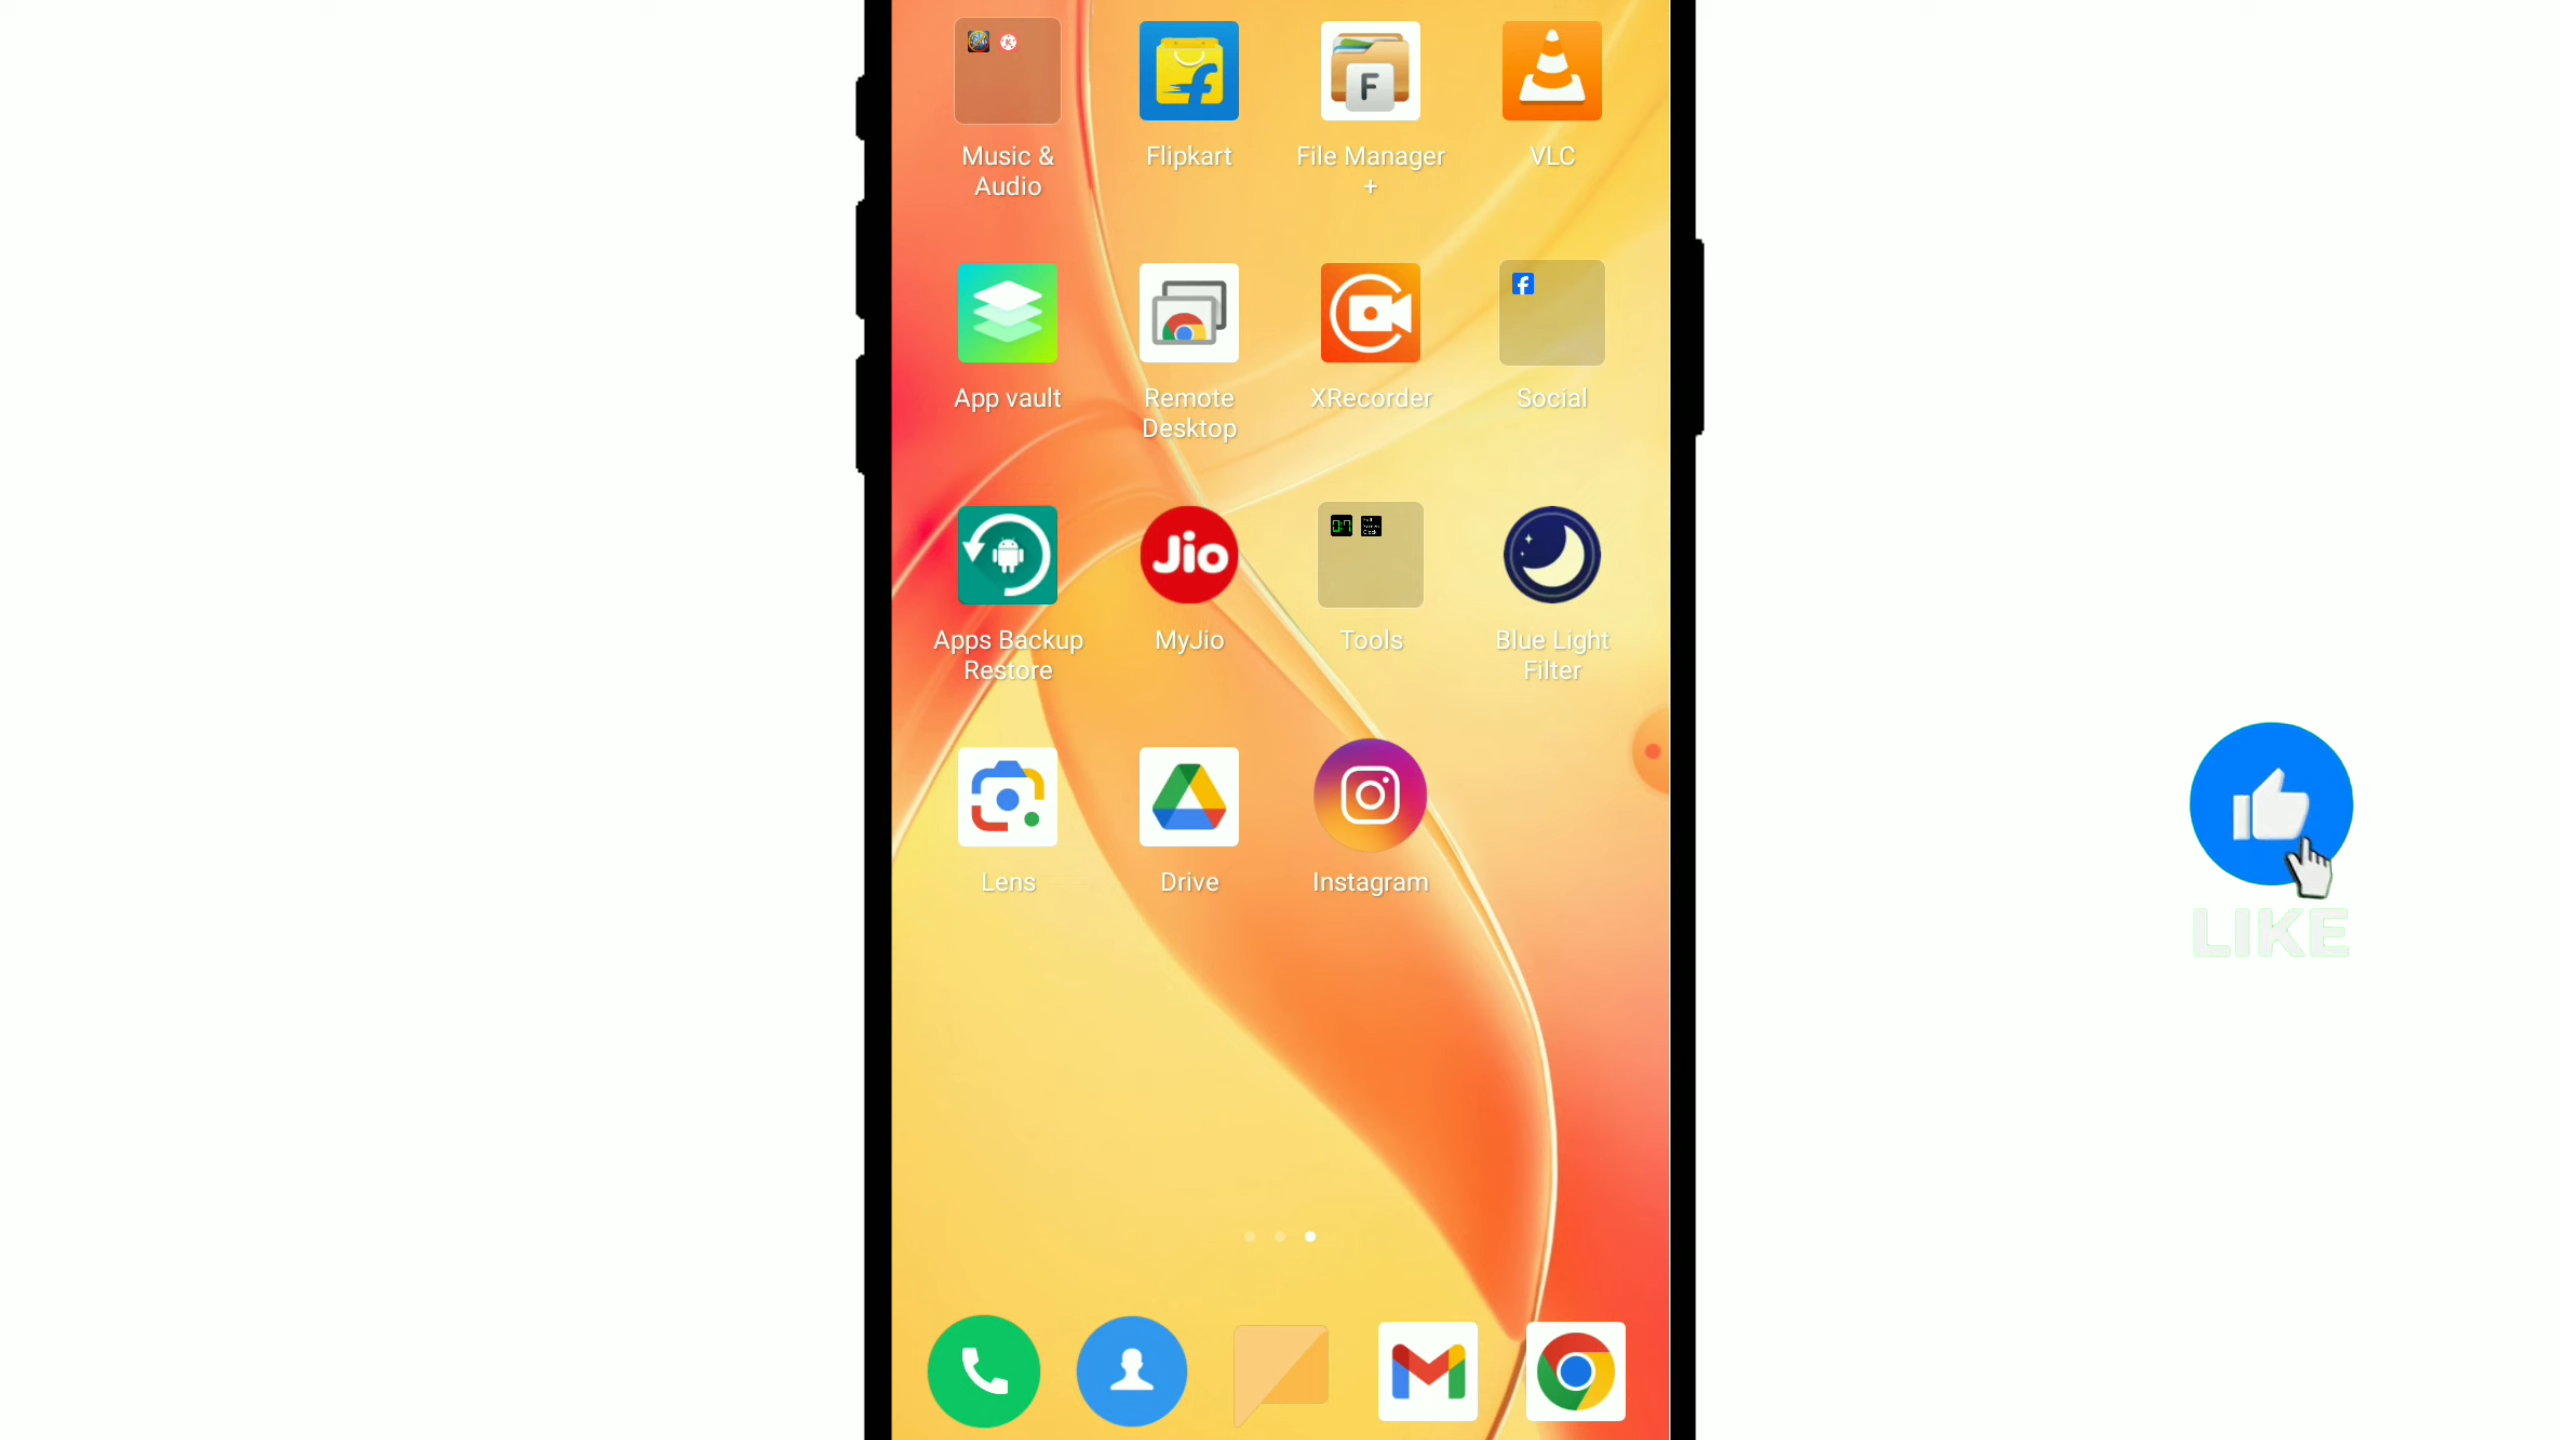 Music &
Audio
Flipkart
File Manager
+
VLC
F
App vault
Remote
Desktop
XRecorder
Social
Apps Backup
Restore
Jio
MyJio
Tools
Blue Light
Filter
Lens
Drive
Instagram
LIKE